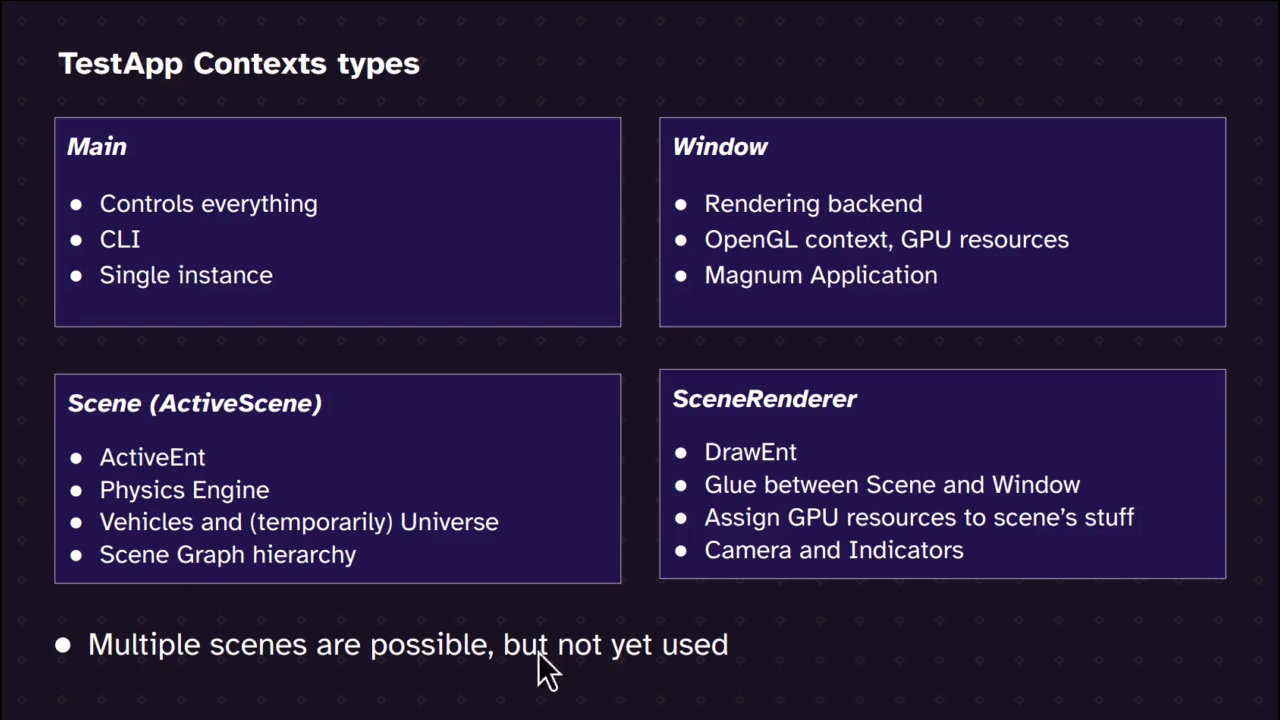 TestApp Contexts types
Main
● Controls everything
● CLI
● Single instance
Window
● Rendering backend
● OpenGL context, GPU resources
● Magnum Application
Scene (ActiveScene)
● ActiveEnt
● Physics Engine
● Vehicles and (temporarily) Universe
● Scene Graph hierarchy
SceneRenderer
● DrawEnt
● Glue between Scene and Window
● Assign GPU resources to scene’s stuff
● Camera and Indicators
● Multiple scenes are possible, but not yet used